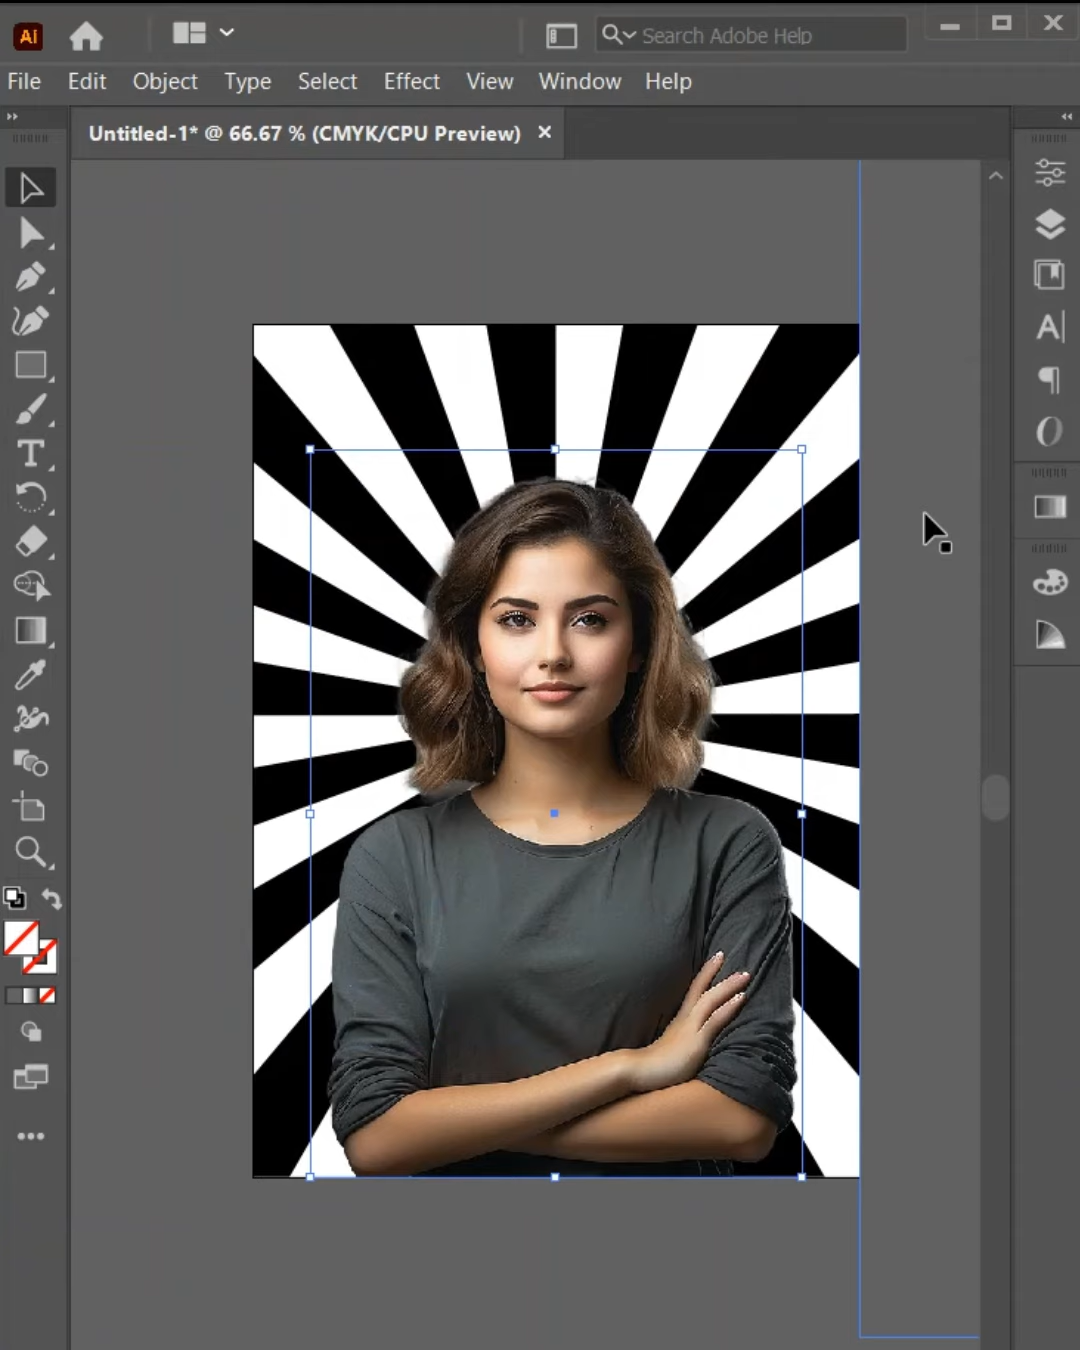 Ai
Search Adobe Help
File Edit Object Type Select Effect View Window Help
Untitled-1* @ 66.67 % (CMYK/CPU Preview) ×